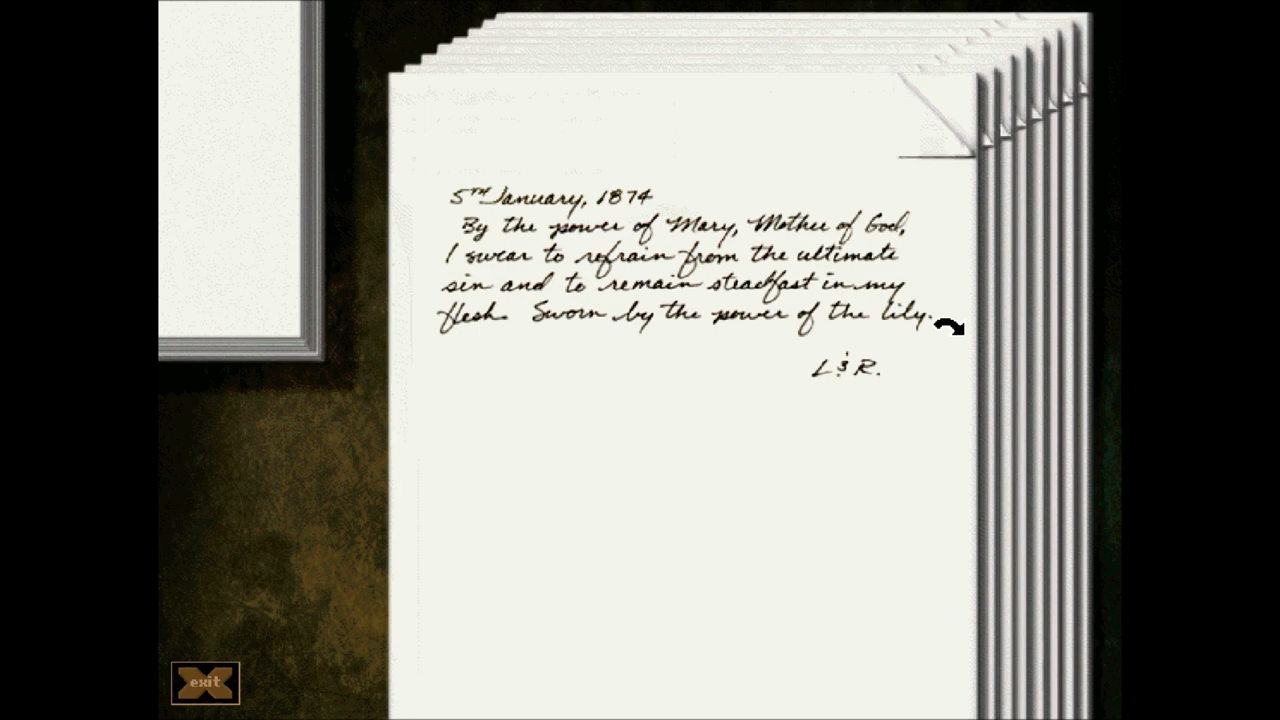 5TH January, 1874
By the power of Mary, Mother of God,
I swear to refrain from the ultimate
sin and to remain steadfast in my
flesh. Sworn by the power of the lily.
L & R.
exit